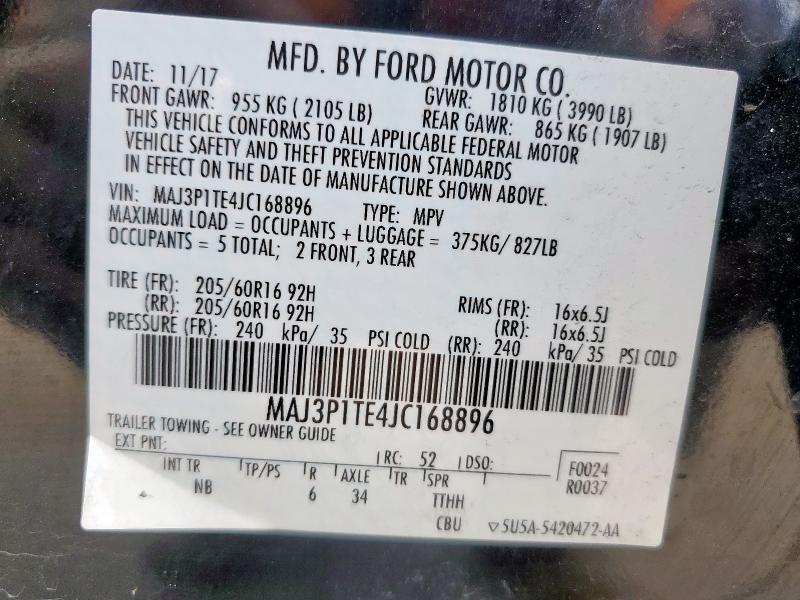 MFD. BY FORD MOTOR CO.
DATE: 11/17 GVWR: 1810 KG ( 3990 LB)
FRONT GAWR: 955 KG ( 2105 LB) REAR GAWR: 865 KG ( 1907 LB)
THIS VEHICLE CONFORMS TO ALL APPLICABLE FEDERAL MOTOR
VEHICLE SAFETY AND THEFT PREVENTION STANDARDS
IN EFFECT ON THE DATE OF MANUFACTURE SHOWN ABOVE.
VIN: MAJ3P1TE4JC168896 TYPE: MPV
MAXIMUM LOAD = OCCUPANTS + LUGGAGE = 375KG/ 827LB
OCCUPANTS = 5 TOTAL; 2 FRONT, 3 REAR
TIRE (FR): 205/60R16 92H RIMS (FR): 16x6.5J
(RR): 205/60R16 92H (RR): 16x6.5J
PRESSURE (FR): 240 kPa/ 35 PSI COLD (RR): 240 kPa/ 35 PSI COLD
MAJ3P1TE4JC168896
TRAILER TOWING - SEE OWNER GUIDE
EXT PNT: RC: 52 DSO: F0024
R0037
INT TR TP/PS R AXLE TR SPR
NB 6 34 TTHH
CBU ▽5U5A-5420472-AA